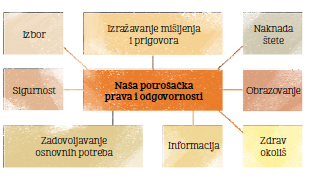 Izbor
Izražavanje mišljenja
i prigovora
Naknada
štete
Sigurnost
Naša potrošačka
prava i odgovornosti
Obrazovanje
Zadovoljavanje
osnovnih potreba
Informacija
Zdrav
okoliš